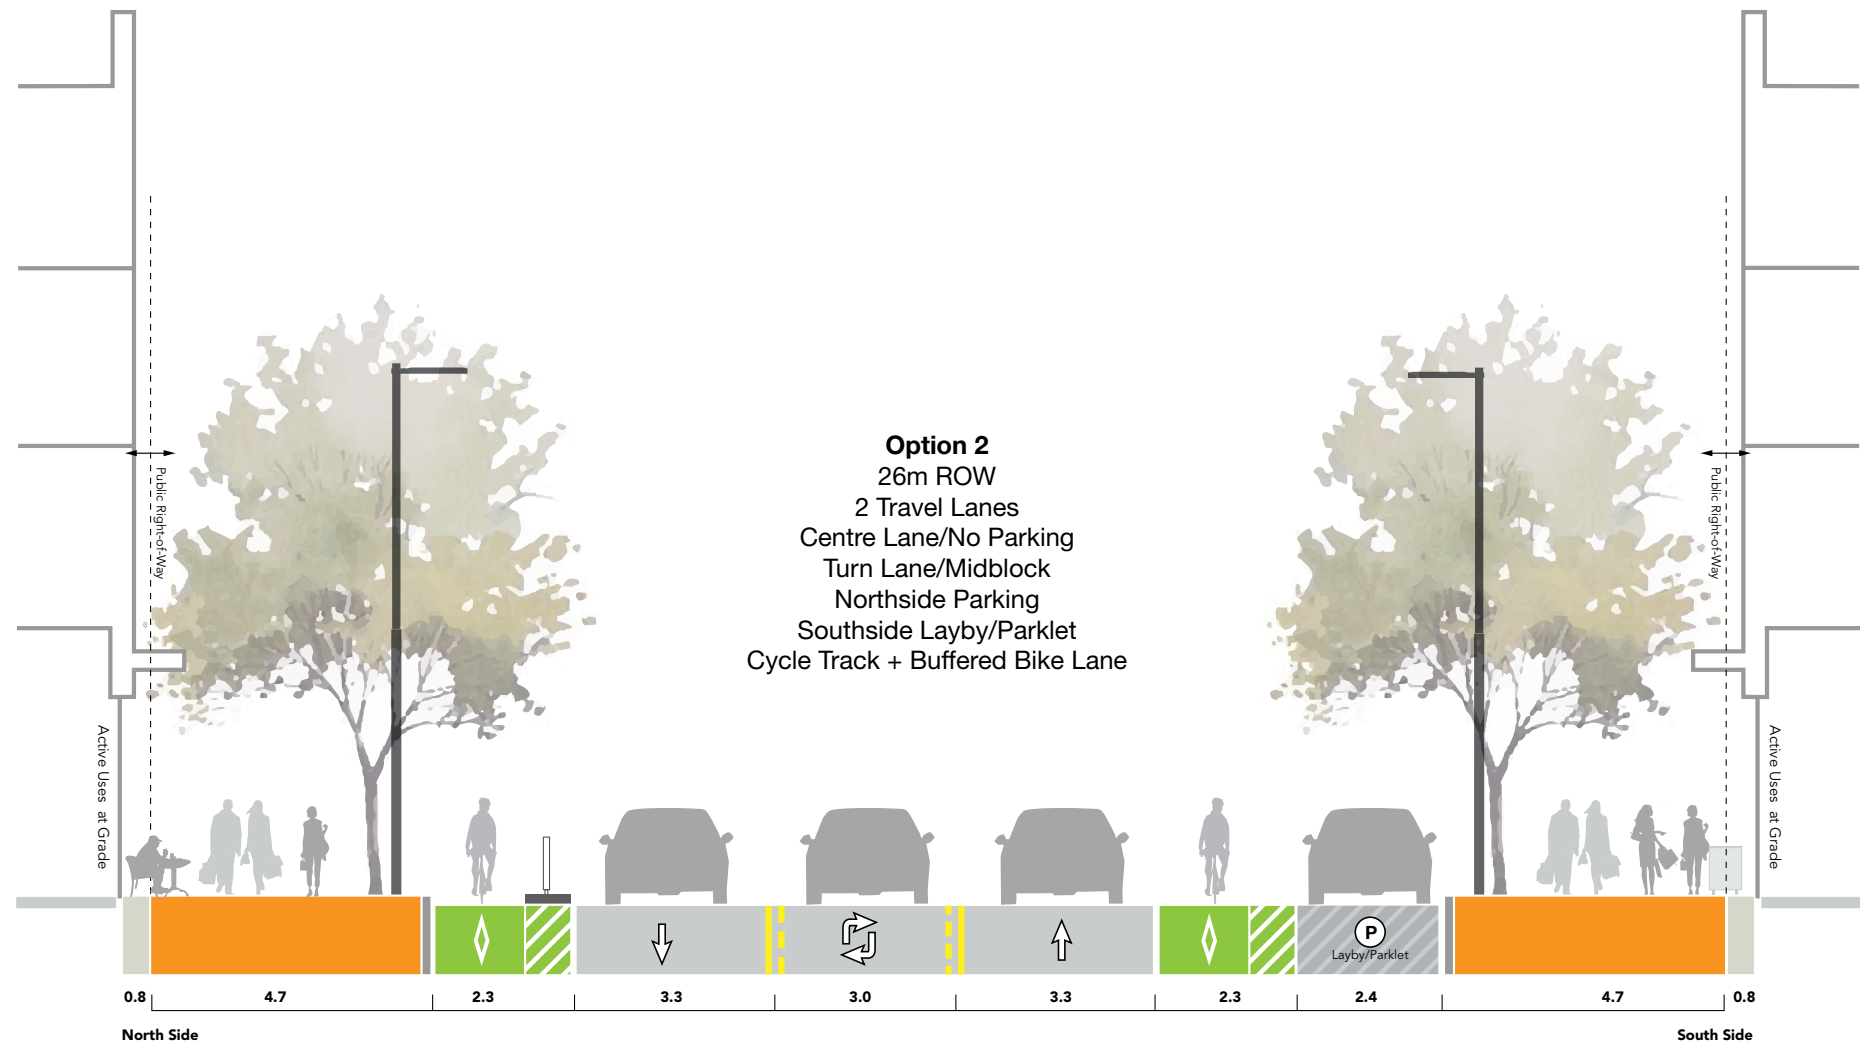 Option 2
26m ROW
2 Travel Lanes
Centre Lane/No Parking
Turn Lane/Midblock
Northside Parking
Southside Layby/Parklet
Cycle Track + Buffered Bike Lane
Public Right-of-Way
Public Right-of-Way
Active Uses at Grade
Active Uses at Grade
P
Layby/Parklet
0.8 4.7 2.3 3.3 3.0 3.3 2.3 2.4 4.7 0.8
North Side
South Side